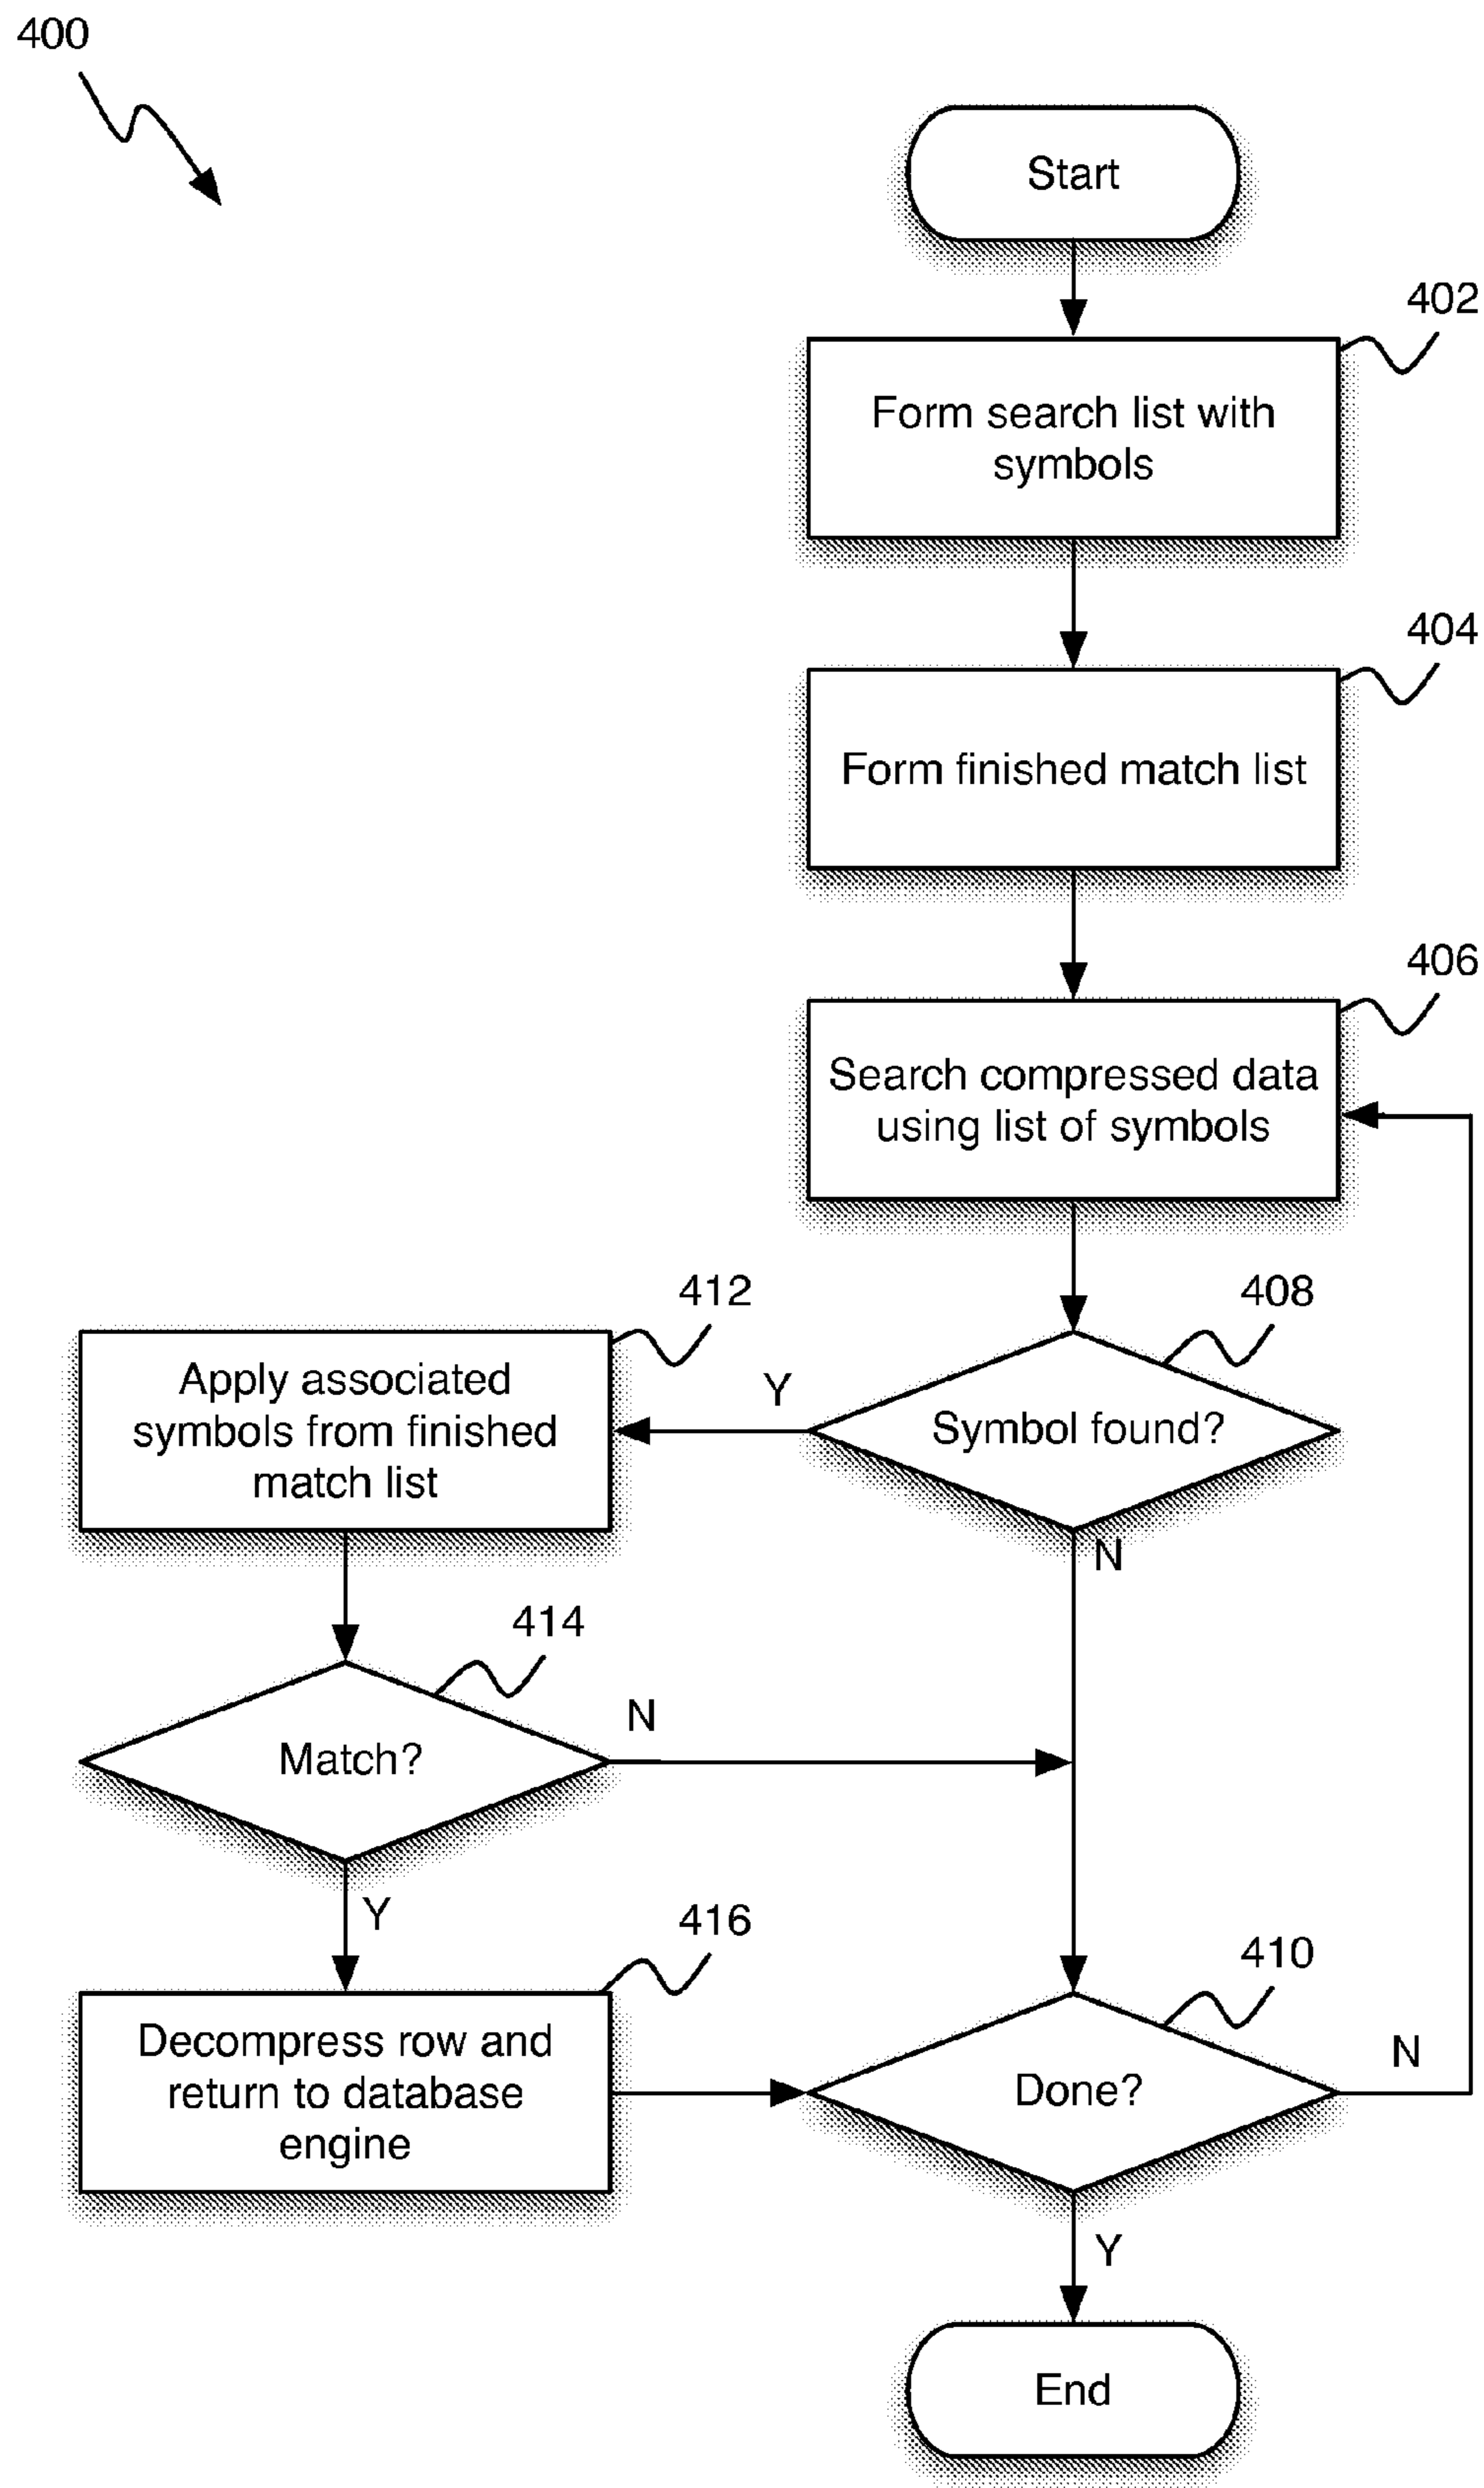 400
Start
402
Form search list with
symbols
404
Form finished match list
406
Search compressed data
using list of symbols
412
408
Apply associated
symbols from finished
match list
Y
Symbol found?
N
414
Match?
N
Y
416
410
Decompress row and
return to database
engine
Done?
N
Y
End